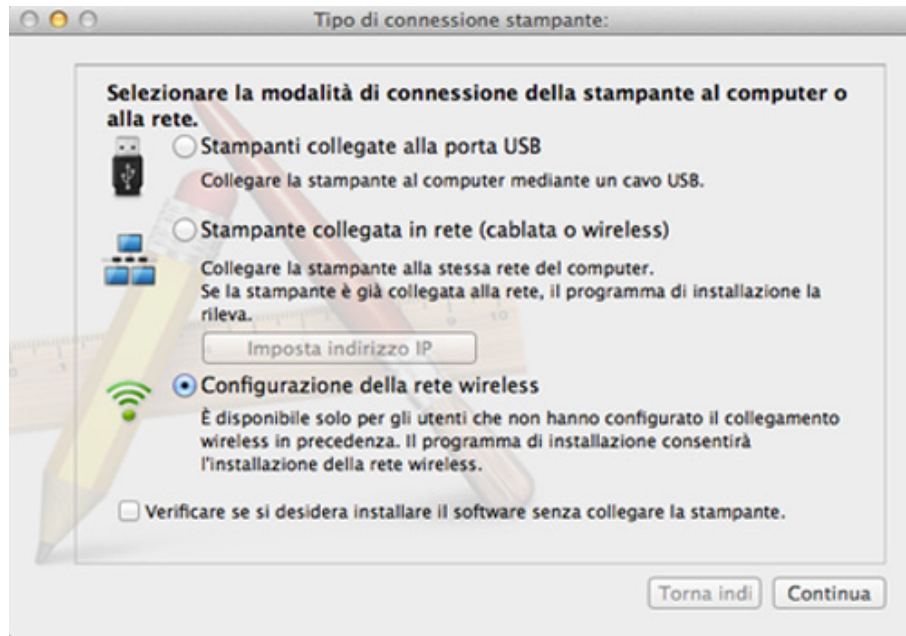 Tipo di connessione stampante:
Selezionare la modalità di connessione della stampante al computer o
alla rete.
Stampanti collegate alla porta USB
Collegare la stampante al computer mediante un cavo USB.
Stampante collegata in rete (cablata o wireless)
Collegare la stampante alla stessa rete del computer.
Se la stampante è già collegata alla rete, il programma di installazione la
rileva.
Imposta indirizzo IP
Configurazione della rete wireless
È disponibile solo per gli utenti che non hanno configurato il collegamento
wireless in precedenza. Il programma di installazione consentirà
l'installazione della rete wireless.
Verificare se si desidera installare il software senza collegare la stampante.
Torna indi
Continua